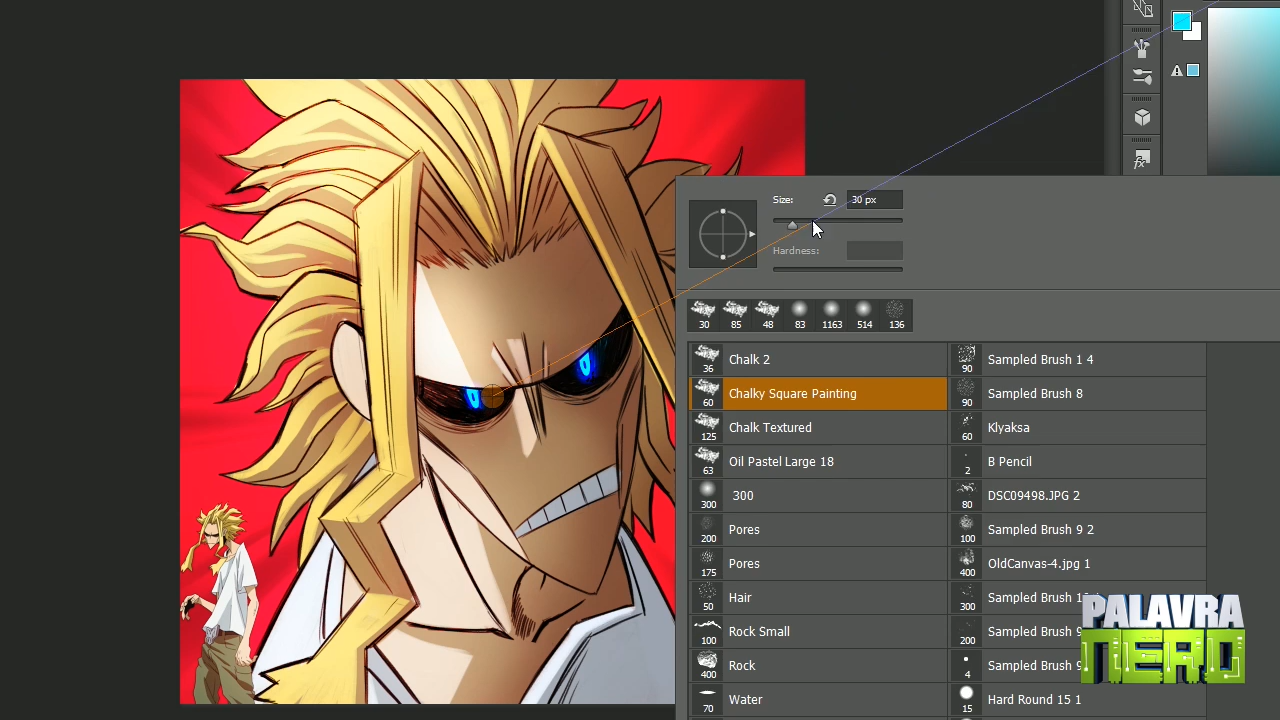 Size: 30 px
Hardness:
30 85 48 83 1163 514 136
36 Chalk 2
60 Chalky Square Painting
125 Chalk Textured
63 Oil Pastel Large 18
300 300
200 Pores
175 Pores
50 Hair
100 Rock Small
400 Rock
70 Water
90 Sampled Brush 1 4
90 Sampled Brush 8
60 Klyaksa
2 B Pencil
80 DSC09498.JPG 2
100 Sampled Brush 9 2
400 OldCanvas-4.jpg 1
300 Sampled Brush
200 Sampled Brush
4 Sampled Brush
15 Hard Round 15 1
fx
PALAVRA
NERD